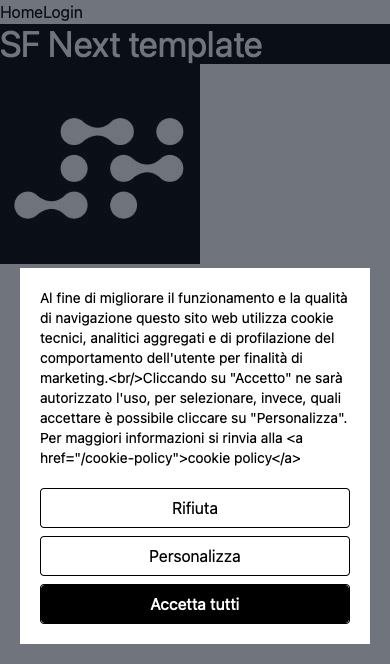 HomeLogin
SF Next template
Al fine di migliorare il funzionamento e la qualità
di navigazione questo sito web utilizza cookie
tecnici, analitici aggregati e di profilazione del
comportamento dell'utente per finalità di
marketing.<br/>Cliccando su "Accetto" ne sarà
autorizzato l'uso, per selezionare, invece, quali
accettare è possibile cliccare su "Personalizza".
Per maggiori informazioni si rinvia alla <a
href="/cookie-policy">cookie policy</a>
Rifiuta
Personalizza
Accetta tutti